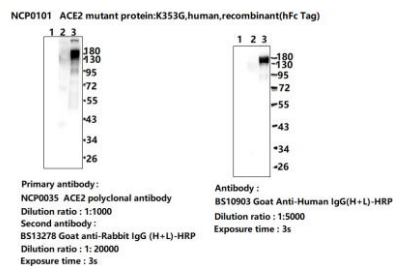 NCP0101 ACE2 mutant protein:K353G,human,recombinant(hFc Tag)
1 2 3
180
130
95
72
55
43
34
26
Primary antibody :
NCP0035 ACE2 polyclonal antibody
Dilution ratio : 1:1000
Second antibody :
BS13278 Goat anti-Rabbit IgG (H+L)-HRP
Dilution ratio : 1: 20000
Exposure time : 3s
1 2 3
180
130
95
72
55
43
34
26
Antibody :
BS10903 Goat Anti-Human IgG(H+L)-HRP
Dilution ratio : 1:5000
Exposure time : 3s